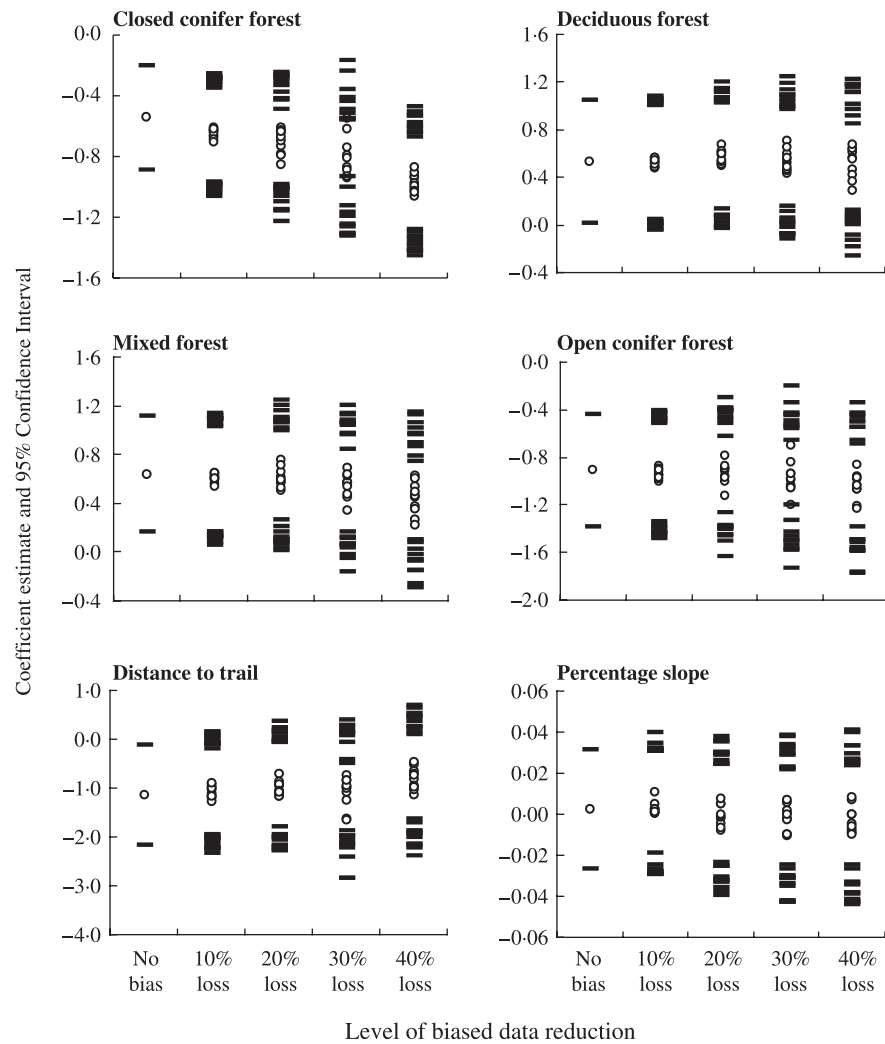 Closed conifer forest
0·0
−0·4
−0·8
−1·2
−1·6
Deciduous forest
1·6
1·2
0·8
0·4
0·0
−0·4
Mixed forest
1·6
1·2
0·8
0·4
0·0
−0·4
Open conifer forest
0·0
−0·4
−0·8
−1·2
−1·6
−2·0
Distance to trail
1·0
0·0
−1·0
−2·0
−3·0
−4·0
Percentage slope
0·06
0·04
0·02
0·00
−0·02
−0·04
−0·06
Coefficient estimate and 95% Confidence Interval
No bias
10% loss
20% loss
30% loss
40% loss
No bias
10% loss
20% loss
30% loss
40% loss
Level of biased data reduction